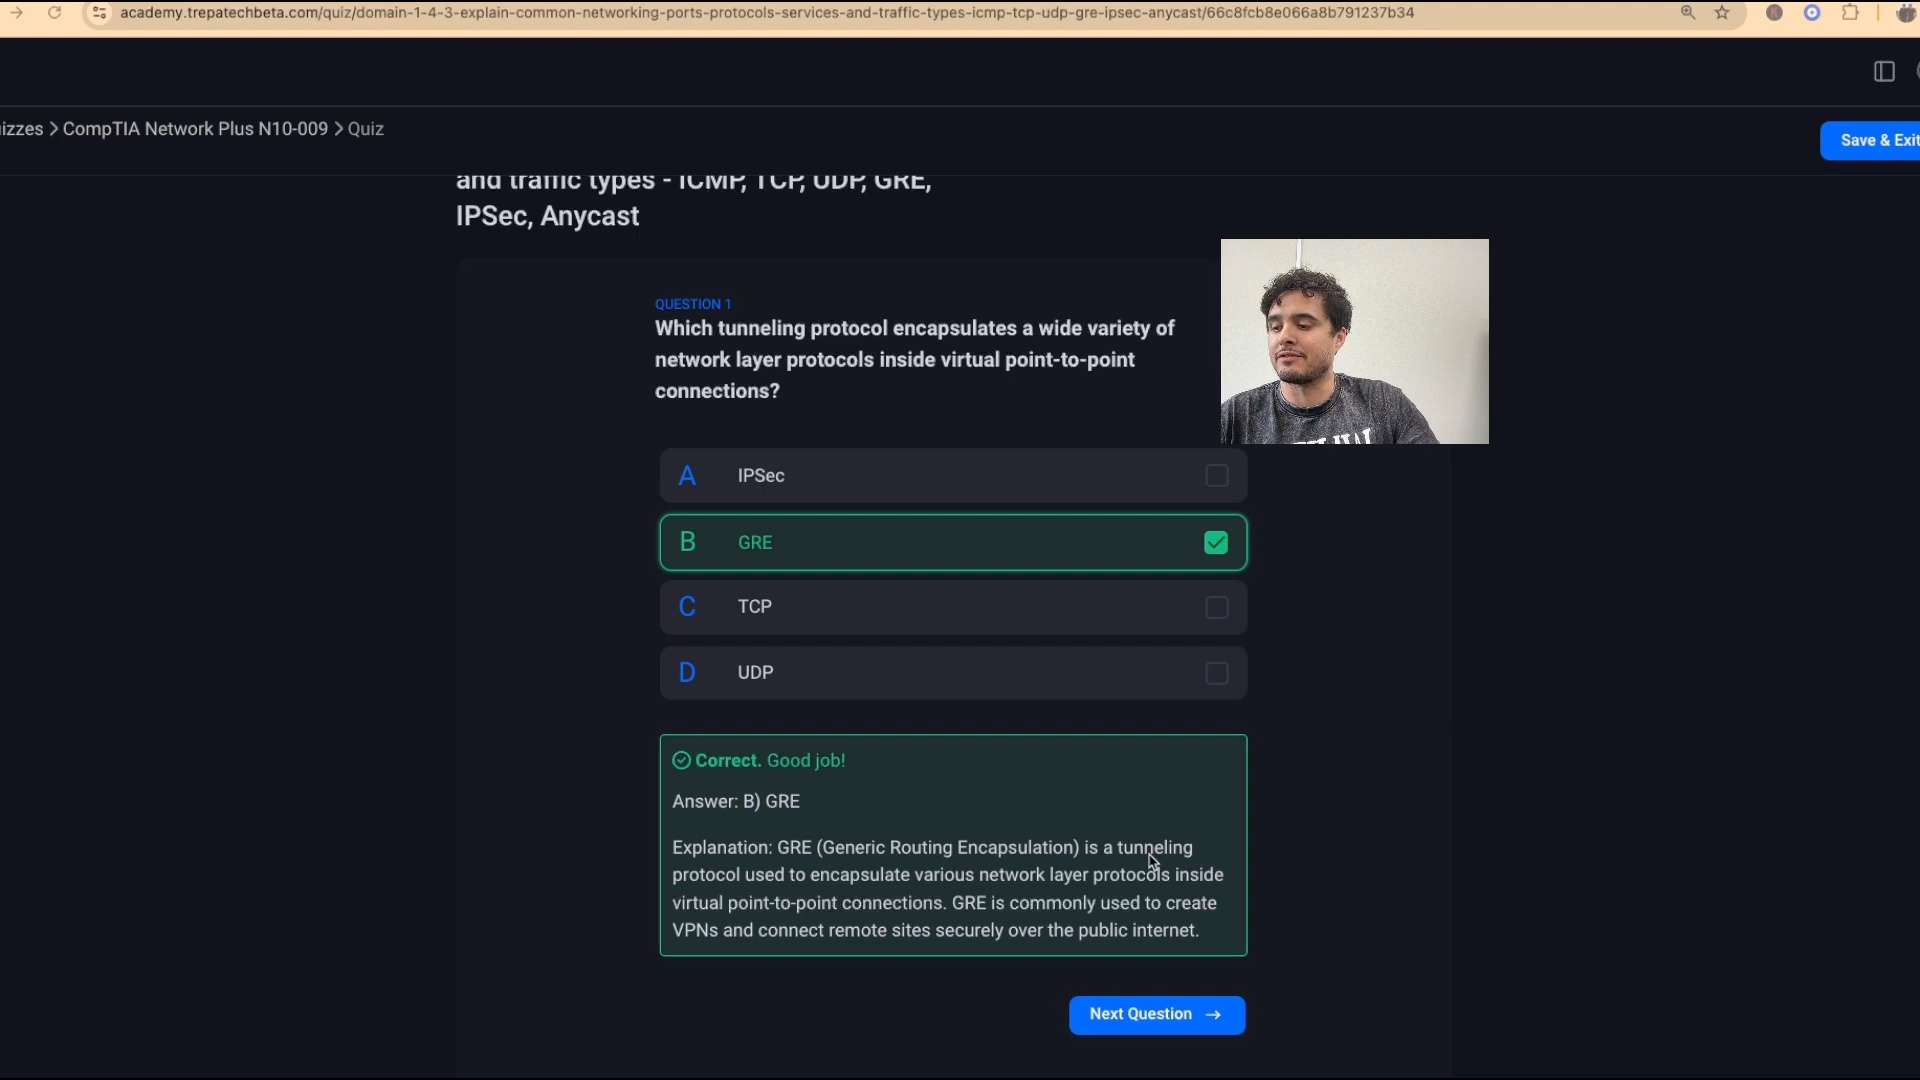 academy.trepatechbeta.com/quiz/domain-1-4-3-explain-common-networking-ports-protocols-services-and-traffic-types-icmp-tcp-udp-gre-ipsec-anycast/66c8fcb8e066a8b791237b34
izzes > CompTIA Network Plus N10-009 > Quiz
Save & Exit
and traffic types - ICMP, TCP, UDP, GRE,
IPSec, Anycast
QUESTION 1
Which tunneling protocol encapsulates a wide variety of
network layer protocols inside virtual point-to-point
connections?
A IPSec
B GRE
C TCP
D UDP
Correct. Good job!
Answer: B) GRE
Explanation: GRE (Generic Routing Encapsulation) is a tunneling
protocol used to encapsulate various network layer protocols inside
virtual point-to-point connections. GRE is commonly used to create
VPNs and connect remote sites securely over the public internet.
Next Question →